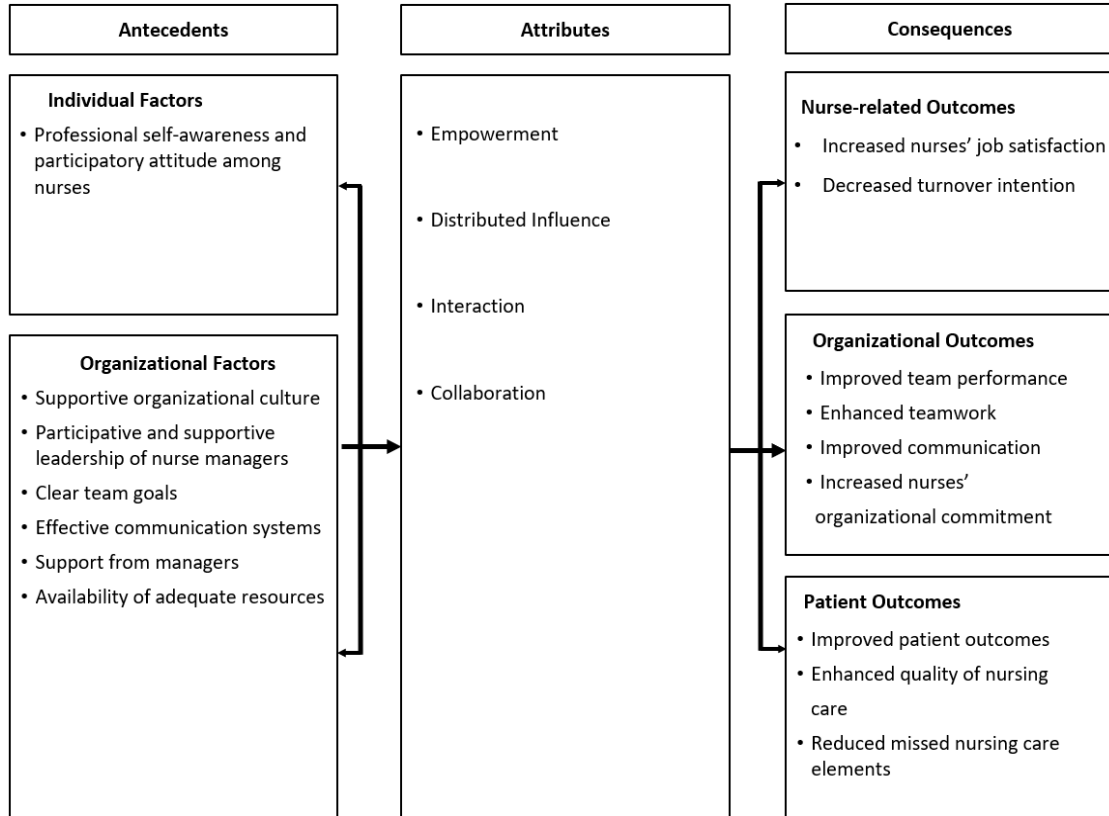 Antecedents
Individual Factors
• Professional self-awareness and
participatory attitude among
nurses
Organizational Factors
• Supportive organizational culture
• Participative and supportive
leadership of nurse managers
• Clear team goals
• Effective communication systems
• Support from managers
• Availability of adequate resources
Attributes
• Empowerment
• Distributed Influence
• Interaction
• Collaboration
Consequences
Nurse-related Outcomes
• Increased nurses’ job satisfaction
• Decreased turnover intention
Organizational Outcomes
• Improved team performance
• Enhanced teamwork
• Improved communication
• Increased nurses’
organizational commitment
Patient Outcomes
• Improved patient outcomes
• Enhanced quality of nursing
care
• Reduced missed nursing care
elements